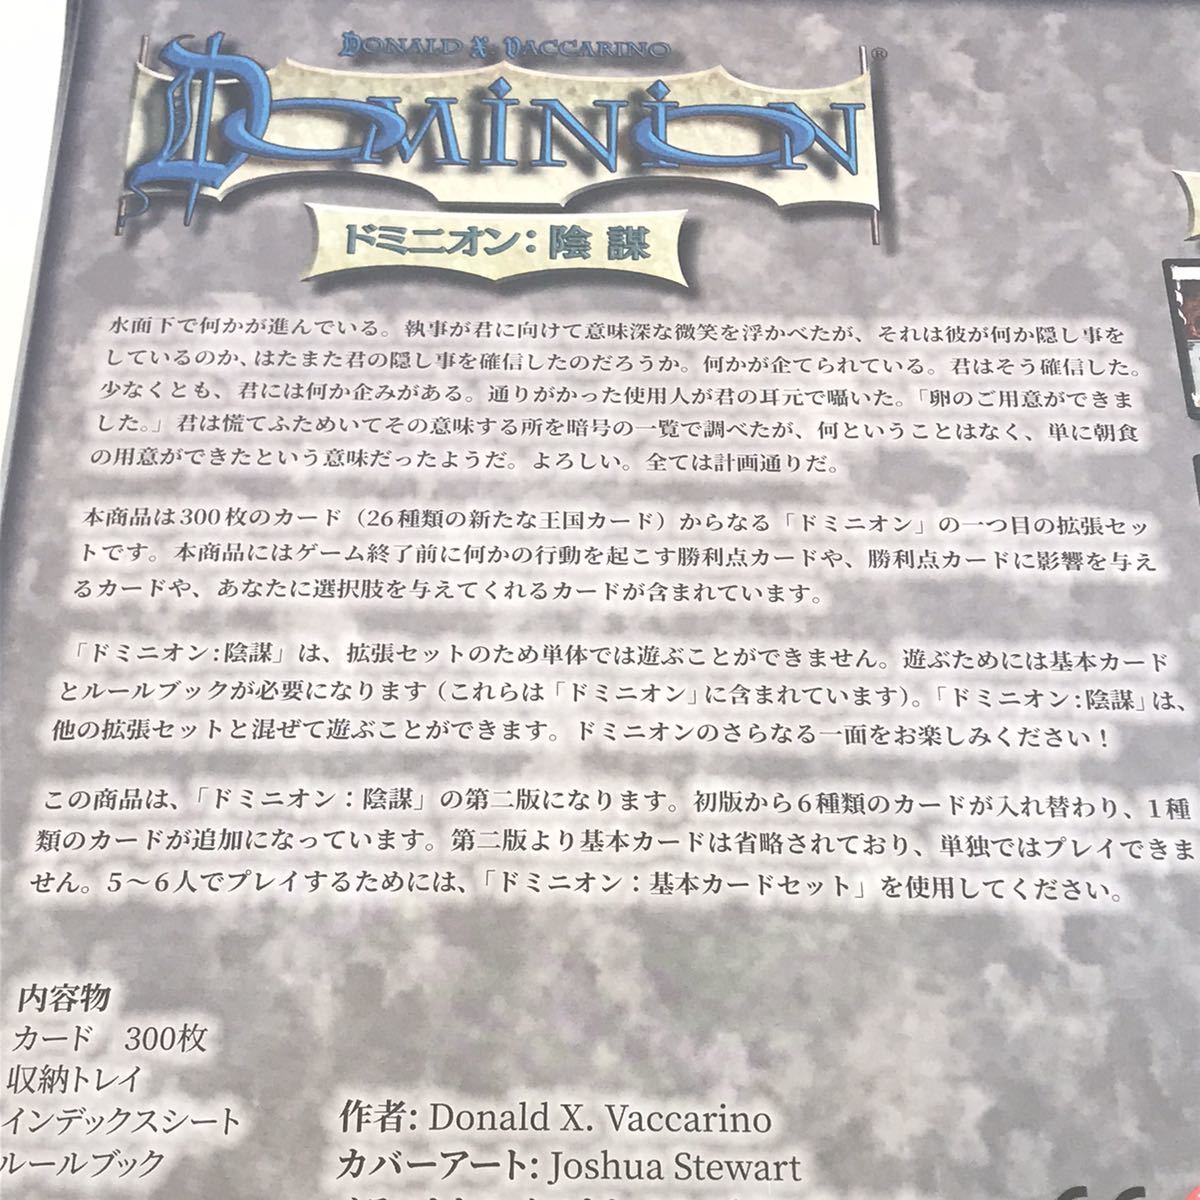 DONALD X. VACCARINO
DOMINION®
ドミニオン：陰謀
水面下で何かが進んでいる。執事が君に向けて意味深な微笑を浮かべたが、それは彼が何か隠し事を
しているのか、はたまた君の隠し事を確信したのだろうか。何かが企てられている。君はそう確信した。
少なくとも、君には何か企みがある。通りがかった使用人が君の耳元で囁いた。「卵のご用意ができま
した。」君は慌てふためいてその意味する所を暗号の一覧で調べたが、何ということはなく、単に朝食
の用意ができたという意味だったようだ。よろしい。全ては計画通りだ。
本商品は300枚のカード（26種類の新たな王国カード）からなる「ドミニオン」の一つ目の拡張セッ
トです。本商品にはゲーム終了前に何かの行動を起こす勝利点カードや、勝利点カードに影響を与え
るカードや、あなたに選択肢を与えてくれるカードが含まれています。
「ドミニオン：陰謀」は、拡張セットのため単体では遊ぶことができません。遊ぶためには基本カード
とルールブックが必要になります（これらは「ドミニオン」に含まれています）。「ドミニオン：陰謀」は、
他の拡張セットと混ぜて遊ぶことができます。ドミニオンのさらなる一面をお楽しみください！
この商品は、「ドミニオン：陰謀」の第二版になります。初版から6種類のカードが入れ替わり、1種
類のカードが追加になっています。第二版より基本カードは省略されており、単独ではプレイできま
せん。5～6人でプレイするためには、「ドミニオン：基本カードセット」を使用してください。
内容物
カード　300枚
収納トレイ
インデックスシート
ルールブック
作者: Donald X. Vaccarino
カバーアート: Joshua Stewart